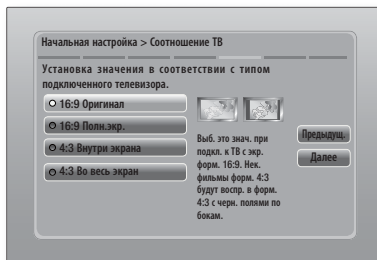 Начальная настройка > Соотношение ТВ
Установка значения в соответствии с типом
подключенного телевизора.
16:9 Оригинал
16:9 Полн.экр.
4:3 Внутри экрана
4:3 Во весь экран
Выб. это знач. при
подкл. к ТВ с экр.
форм. 16:9. Нек.
фильмы форм. 4:3
будут воспр. в форм.
4:3 с черн. полями по
бокам.
Предыдущ.
Далее